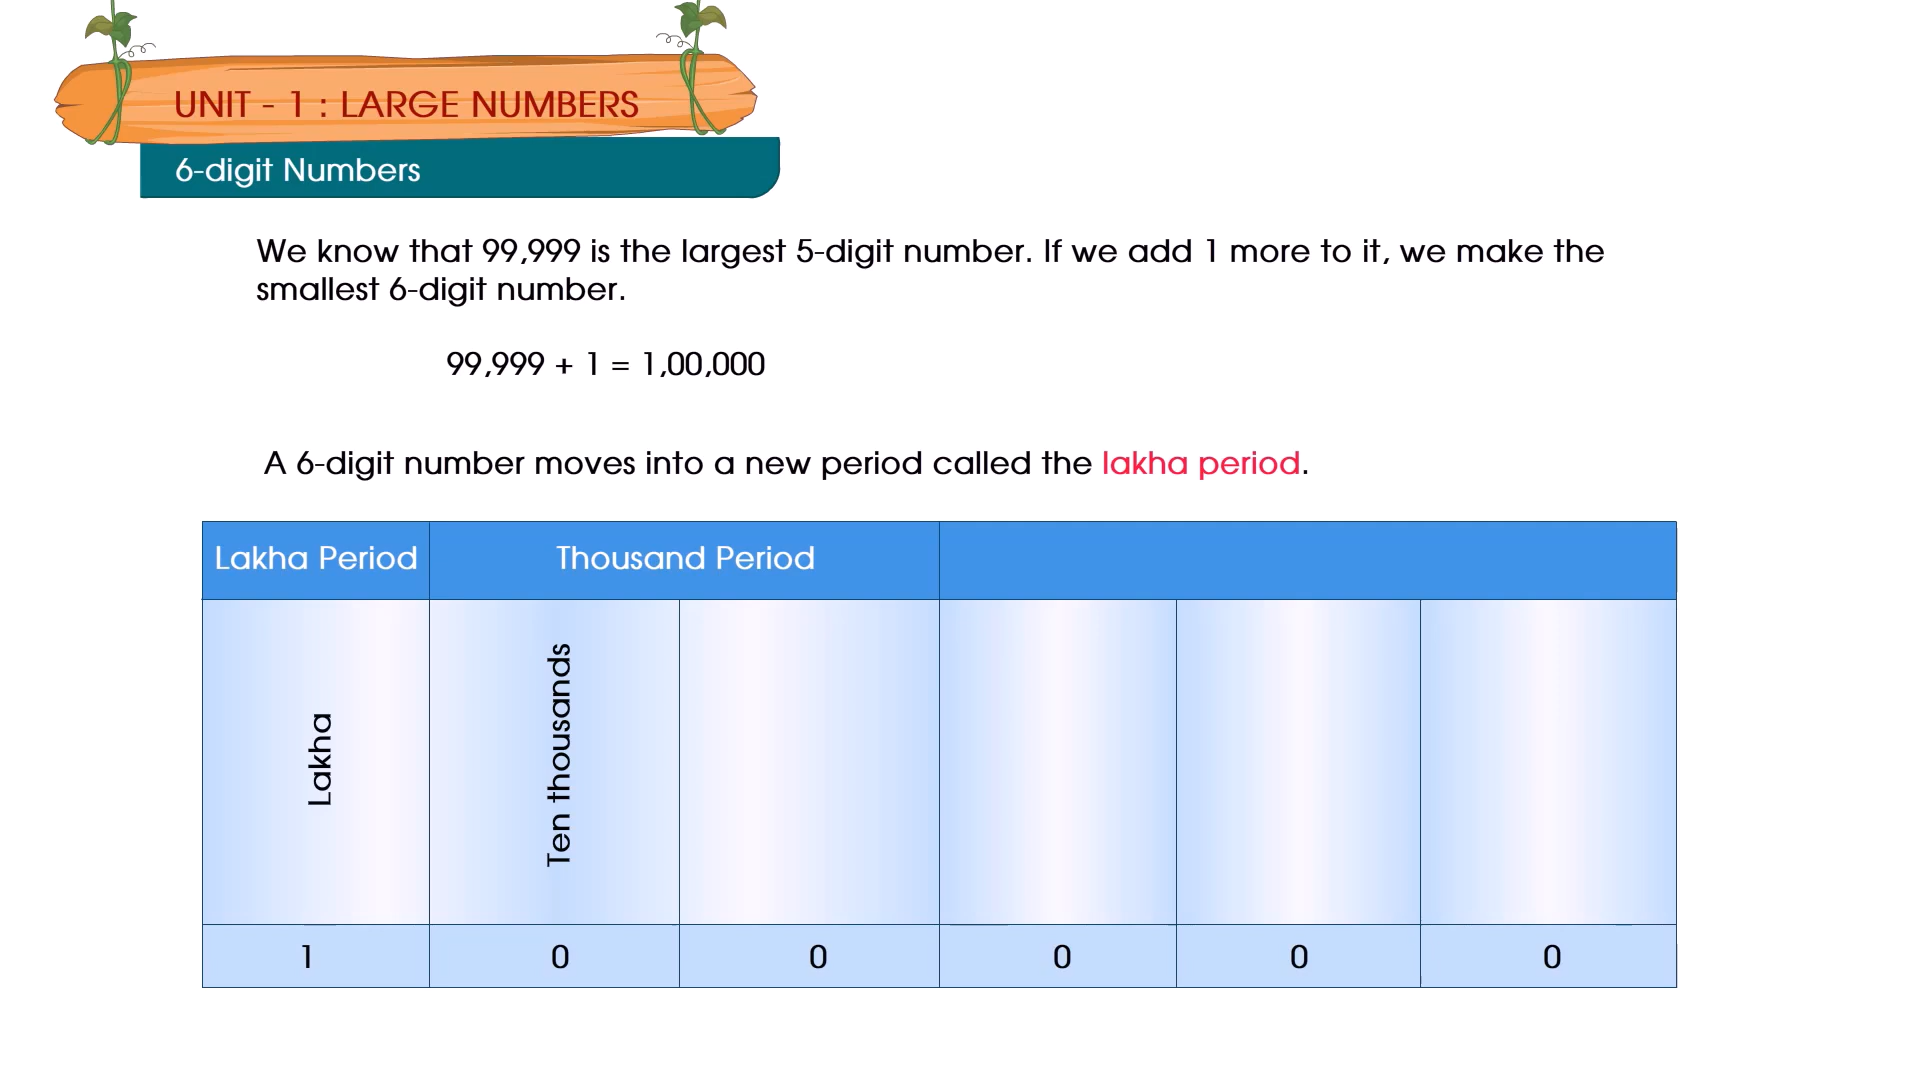 UNIT - 1 : LARGE NUMBERS
6-digit Numbers
We know that 99,999 is the largest 5-digit number. If we add 1 more to it, we make the
smallest 6-digit number.
99,999 + 1 = 1,00,000
A 6-digit number moves into a new period called the lakha period.
Lakha Period Thousand Period
Lakha Ten thousands
1 0 0 0 0 0